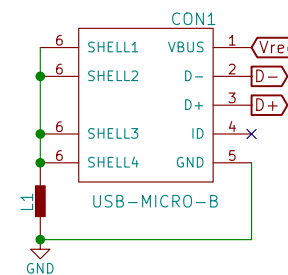 CON1
6 SHELL1 VBUS 1 Vre
6 SHELL2 D- 2 D-
D+ 3 D+
6 SHELL3 ID 4
6 SHELL4 GND 5
L1
USB-MICRO-B
GND